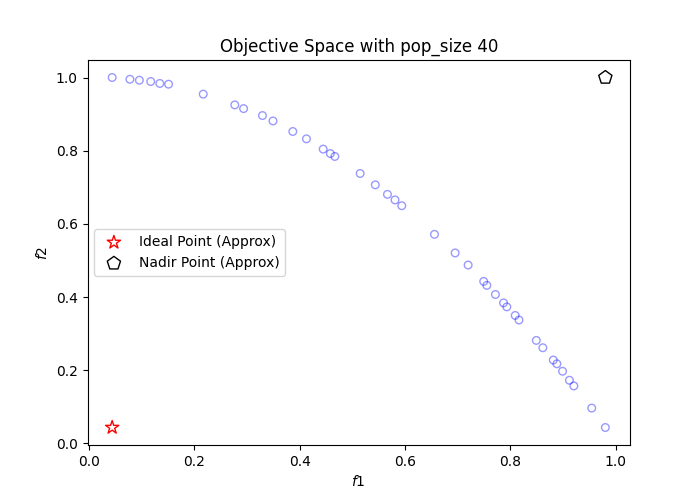 Objective Space with pop_size 40
1.0
0.8
0.6
0.4
0.2
0.0
f2
Ideal Point (Approx)
Nadir Point (Approx)
0.0 0.2 0.4 0.6 0.8 1.0
f1